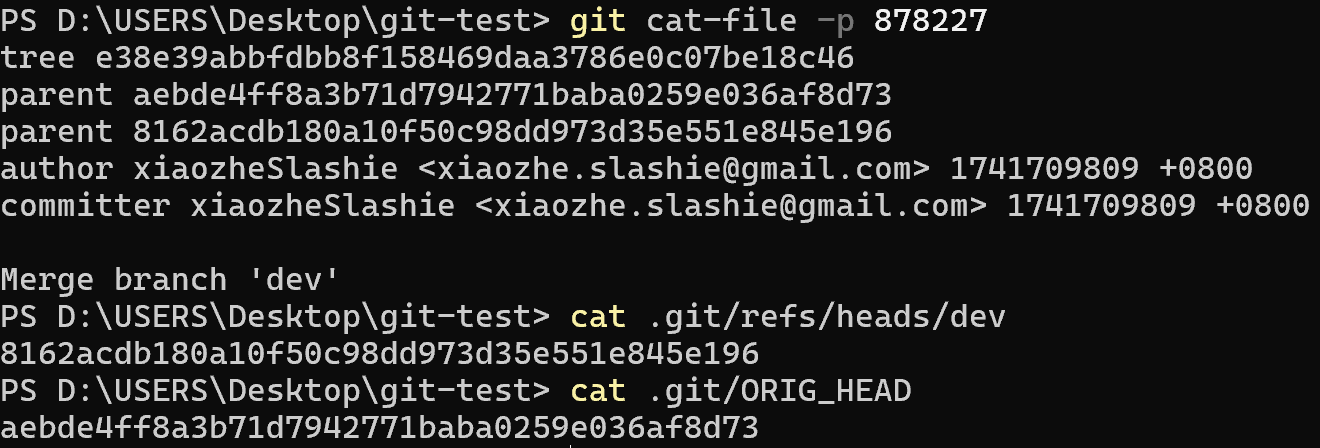 PS D:\USERS\Desktop\git-test> git cat-file -p 878227
tree e38e39abbfdbb8f158469daa3786e0c07be18c46
parent aebde4ff8a3b71d7942771baba0259e036af8d73
parent 8162acdb180a10f50c98dd973d35e551e845e196
author xiaozheSlashie <xiaozhe.slashie@gmail.com> 1741709809 +0800
committer xiaozheSlashie <xiaozhe.slashie@gmail.com> 1741709809 +0800

Merge branch 'dev'
PS D:\USERS\Desktop\git-test> cat .git/refs/heads/dev
8162acdb180a10f50c98dd973d35e551e845e196
PS D:\USERS\Desktop\git-test> cat .git/ORIG_HEAD
aebde4ff8a3b71d7942771baba0259e036af8d73